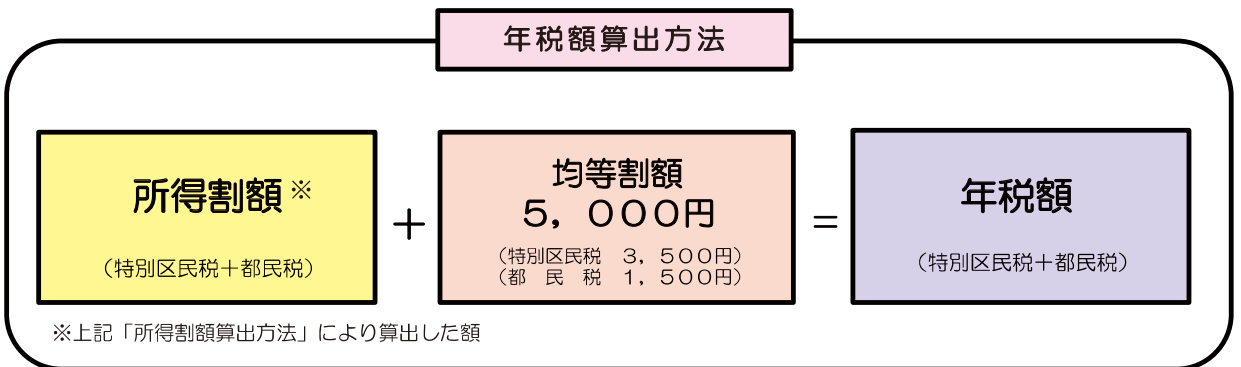 年税額算出方法
所得割額※
(特別区民税+都民税)
+
均等割額
5,000円
(特別区民税 3,500円)
(都 民 税 1,500円)
=
年税額
(特別区民税+都民税)
※上記「所得割額算出方法」により算出した額